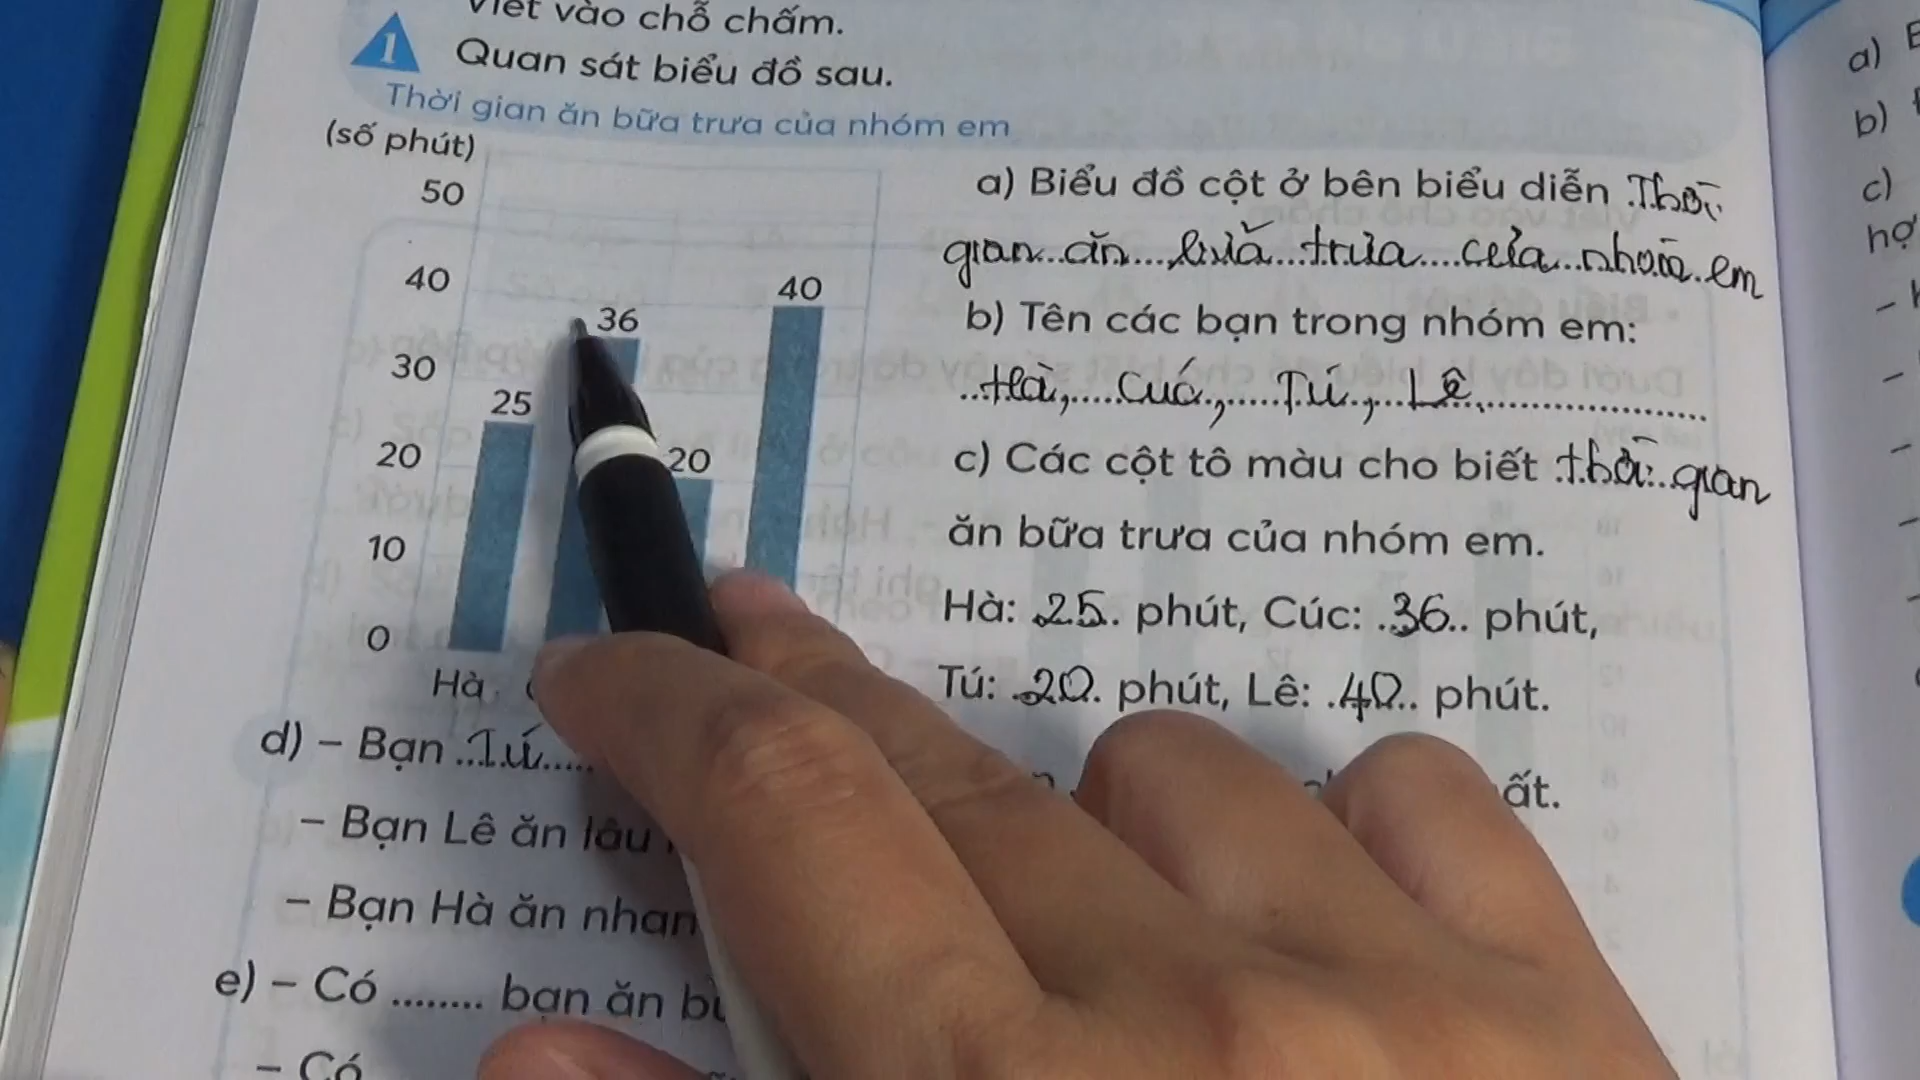 Viết vào chỗ chấm.
1 Quan sát biểu đồ sau.
Thời gian ăn bữa trưa của nhóm em
(số phút)
50
40
30
20
10
0
25
36
20
40
Hà
a) Biểu đồ cột ở bên biểu diễn Thời
gian ăn bữa trưa của nhóm em
b) Tên các bạn trong nhóm em:
Hà, Cúc, Tú, Lê
c) Các cột tô màu cho biết thời gian
ăn bữa trưa của nhóm em.
Hà: 25 phút, Cúc: 36 phút,
Tú: 20 phút, Lê: 40 phút.
d) – Bạn Tú ất.
– Bạn Lê ăn lâu
– Bạn Hà ăn nhan
e) – Có ........ bạn ăn
– Có
a)
b)
c)
hợ